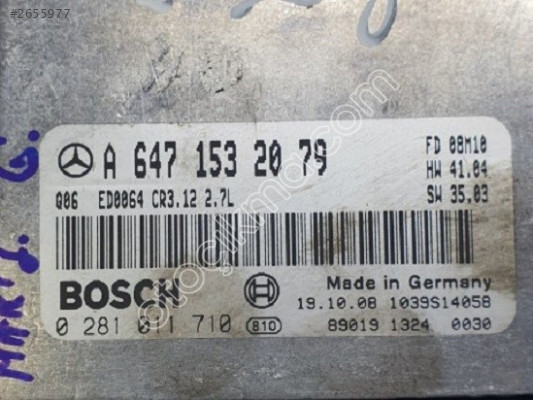 #2655977
A 647 153 20 79
FD 08M10
HW 41.04
Q06 ED0064 CR3.12 2.7L
SW 35.03
BOSCH
Made in Germany
19.10.08 1039S14058
0 281 011 710 810
89019 1324 0030
otocikmaci.com